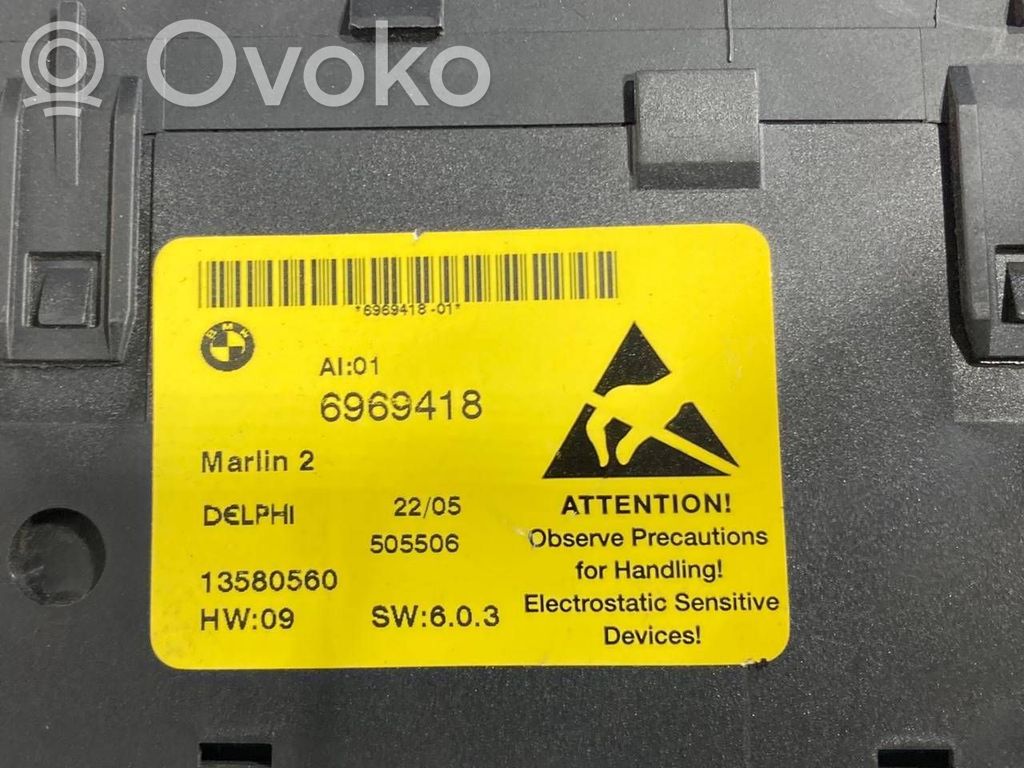 Ovoko
*6969418-01*
BMW
AI:01
6969418
Marlin 2
DELPHI 22/05
505506
13580560
HW:09 SW:6.0.3
ATTENTION!
Observe Precautions
for Handling!
Electrostatic Sensitive
Devices!